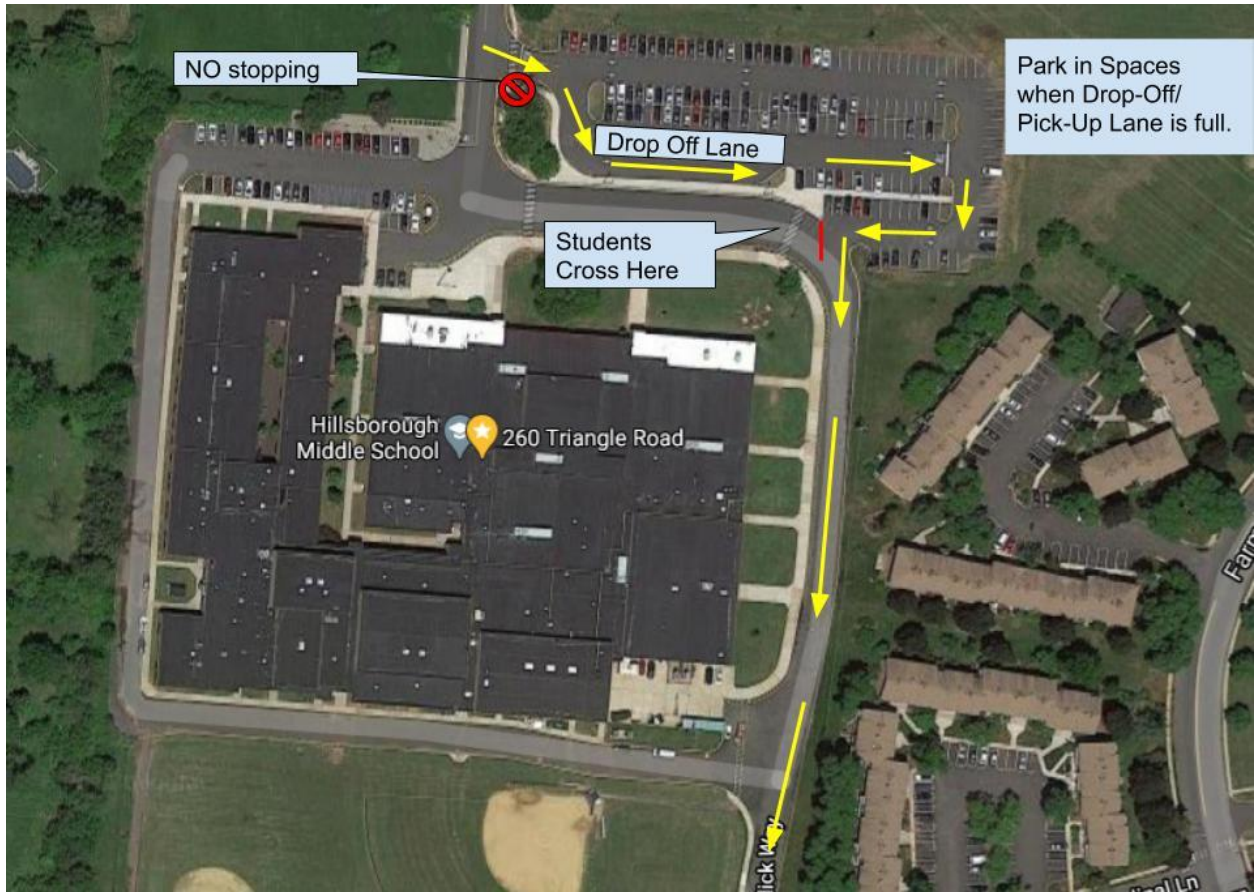 NO stopping
Park in Spaces
when Drop-Off/
Pick-Up Lane is full.
Drop Off Lane
Students
Cross Here
Hillsborough
Middle School
260 Triangle Road